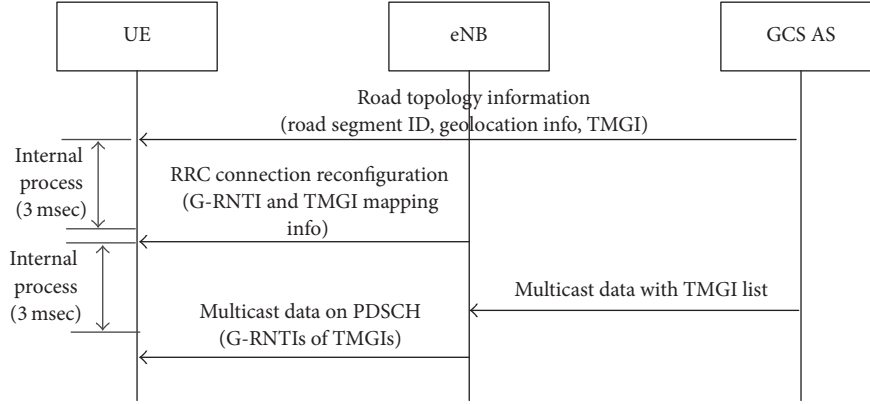 UE
eNB
GCS AS
Road topology information
(road segment ID, geolocation info, TMGI)
Internal
process
(3 msec)
RRC connection reconfiguration
(G-RNTI and TMGI mapping
info)
Internal
process
(3 msec)
Multicast data with TMGI list
Multicast data on PDSCH
(G-RNTIs of TMGIs)